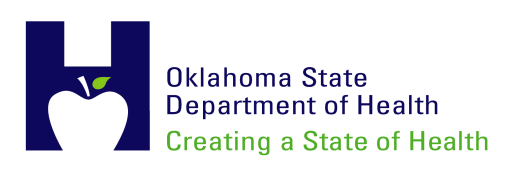 Oklahoma State
Department of Health
Creating a State of Health